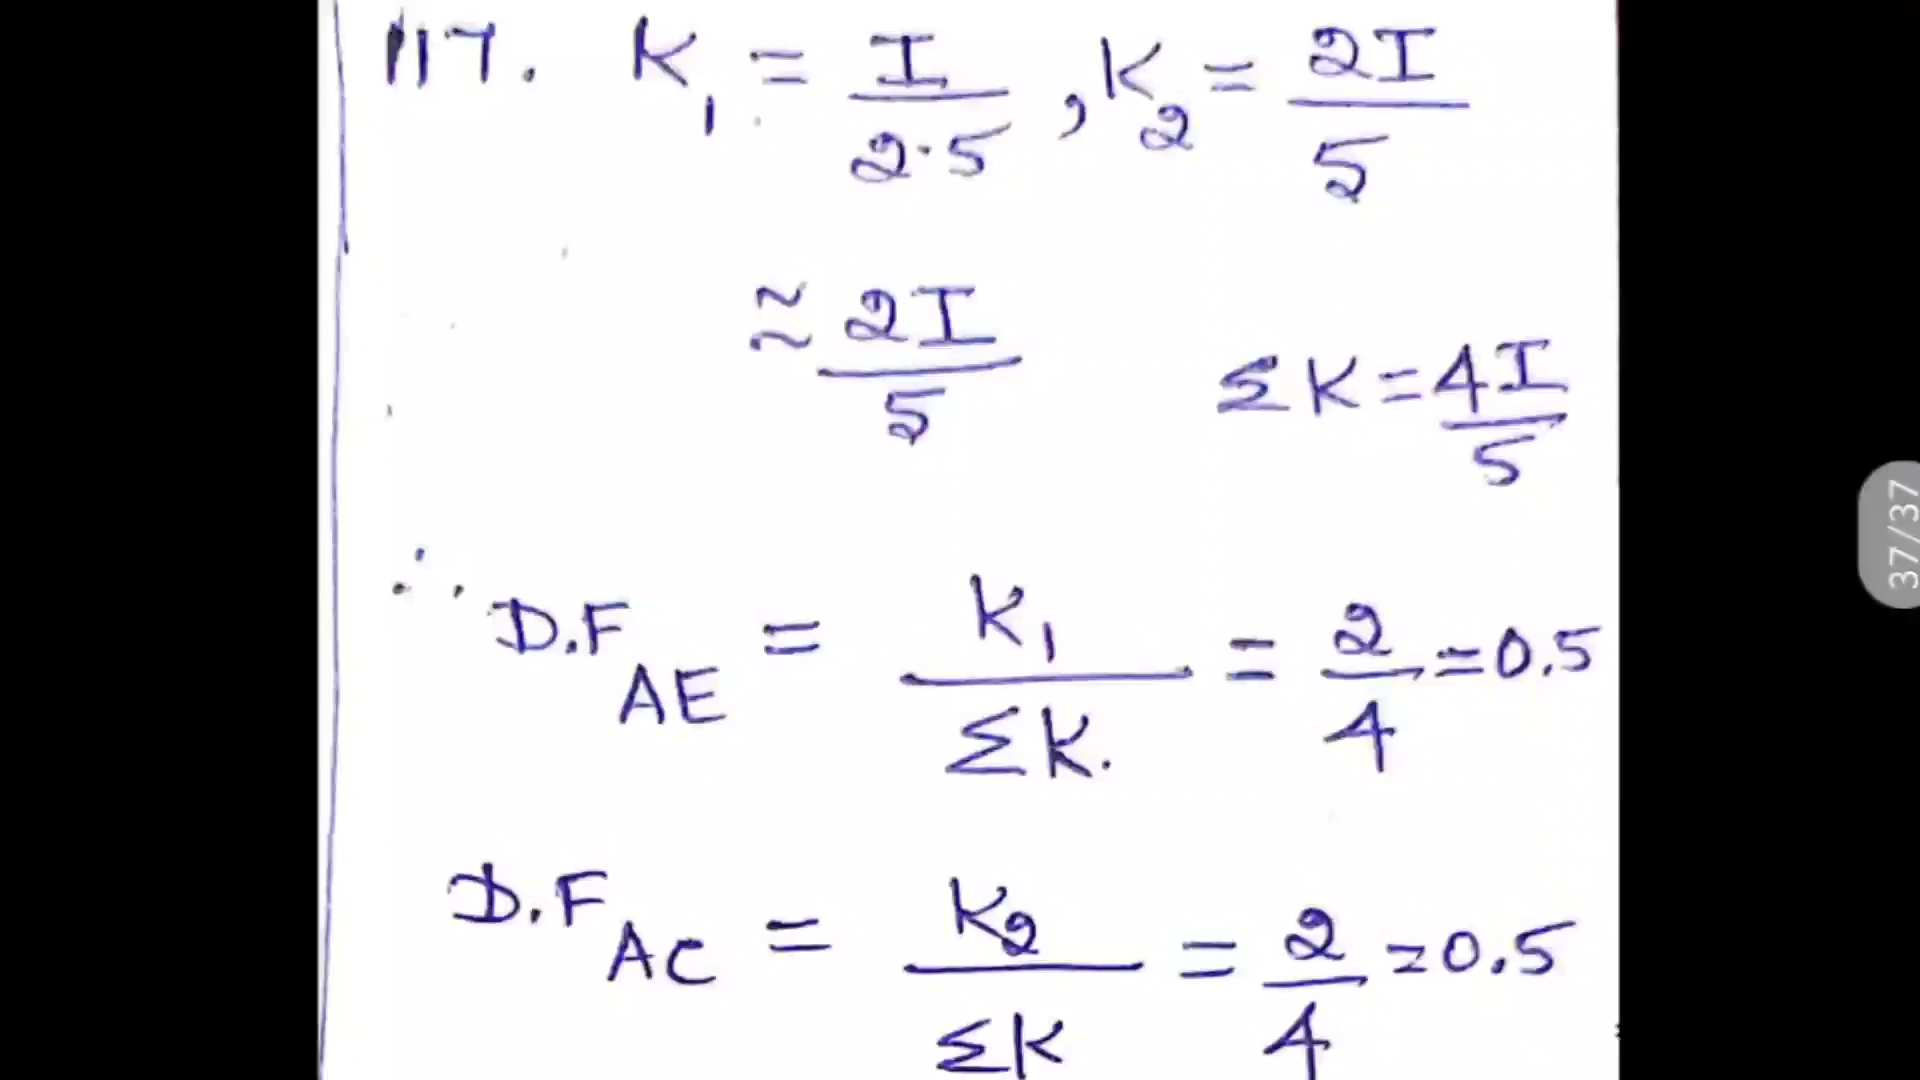 117. K₁ = I/2.5 , K₂ = 2I/5
≈ 2I/5 ΣK = 4I/5
∴ D.F_AE = K₁/ΣK. = 2/4 = 0.5
D.F_AC = K₂/ΣK = 2/4 = 0.5
37/37